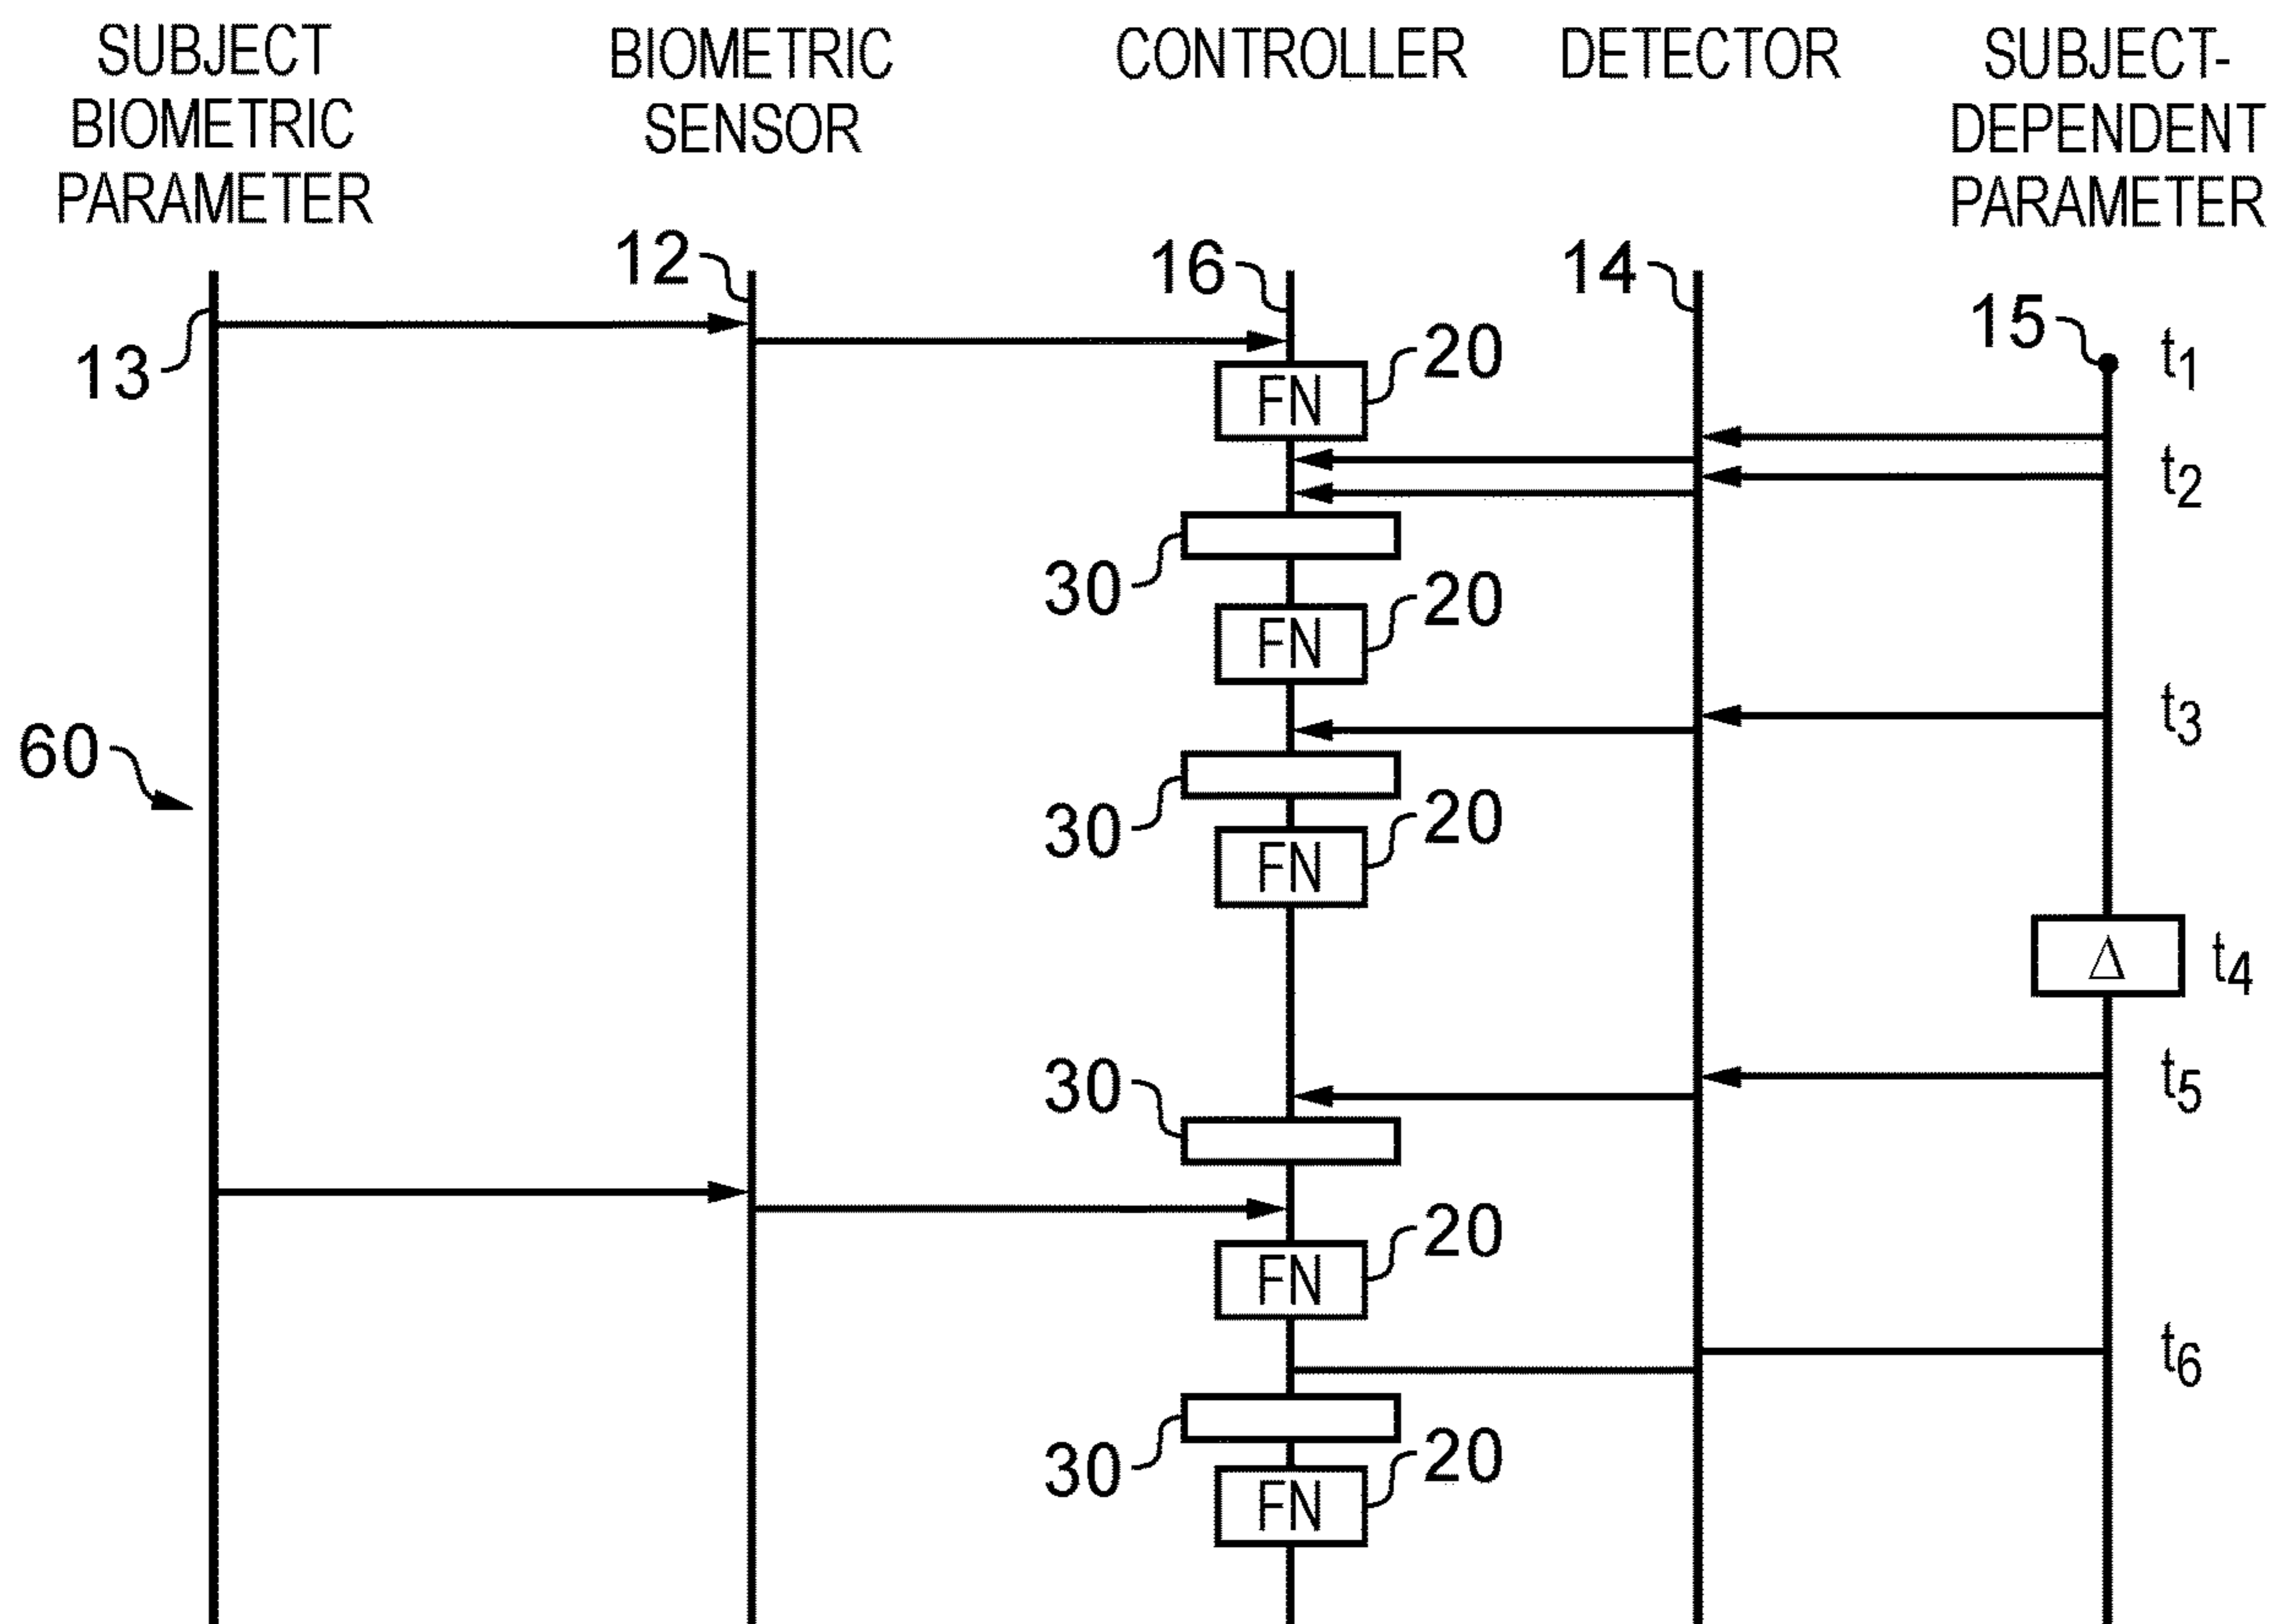 SUBJECT
BIOMETRIC
PARAMETER
BIOMETRIC
SENSOR
CONTROLLER
DETECTOR
SUBJECT-
DEPENDENT
PARAMETER
12
16
14
15
13
t1
20
FN
t2
30
20
FN
t3
60
30
20
FN
Δ
t4
t5
30
20
FN
t6
30
20
FN